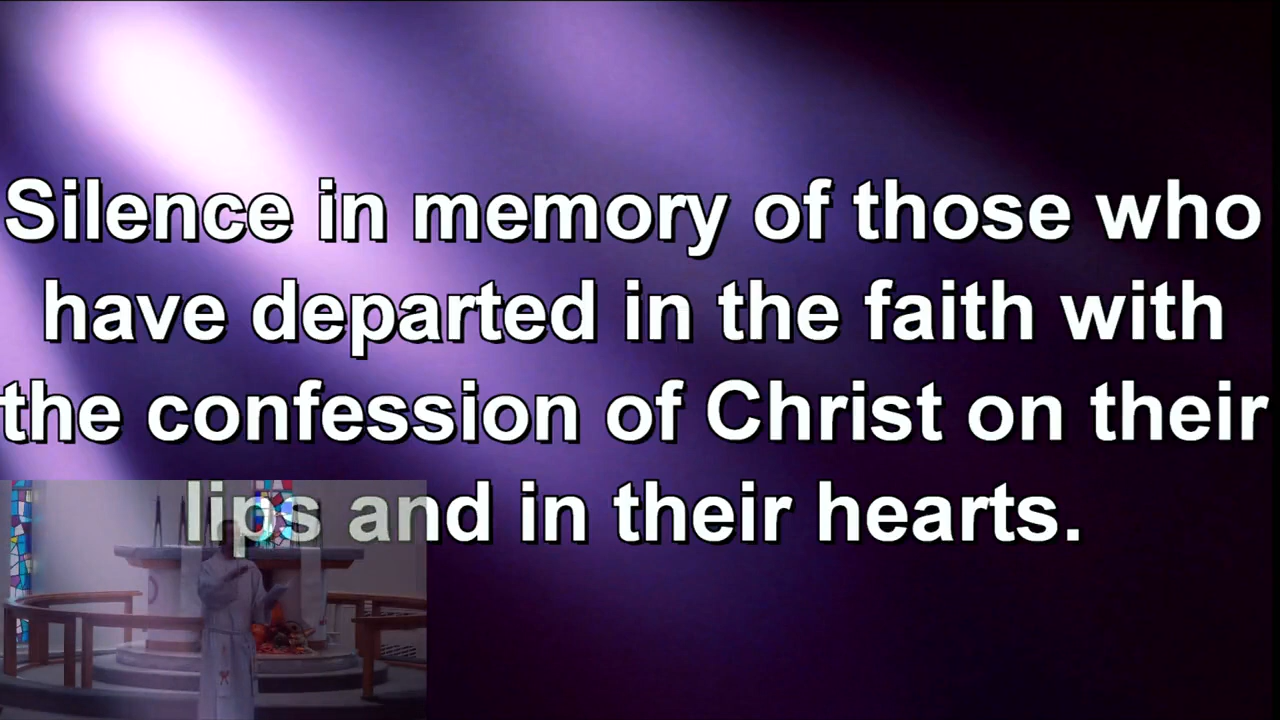 Silence in memory of those who
have departed in the faith with
the confession of Christ on their
lips and in their hearts.